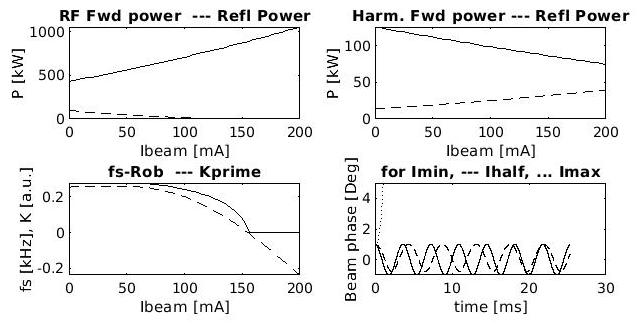 RF Fwd power --- Refl Power
1000
500
0
P [kW]
0 50 100 150 200
Ibeam [mA]
Harm. Fwd power --- Refl Power
100
50
0
P [kW]
0 50 100 150 200
Ibeam [mA]
fs-Rob --- Kprime
0.2
0
-0.2
fs [kHz], K [a.u.]
0 50 100 150 200
Ibeam [mA]
for Imin, --- Ihalf, ... Imax
4
2
0
Beam phase [Deg]
0 10 20 30
time [ms]